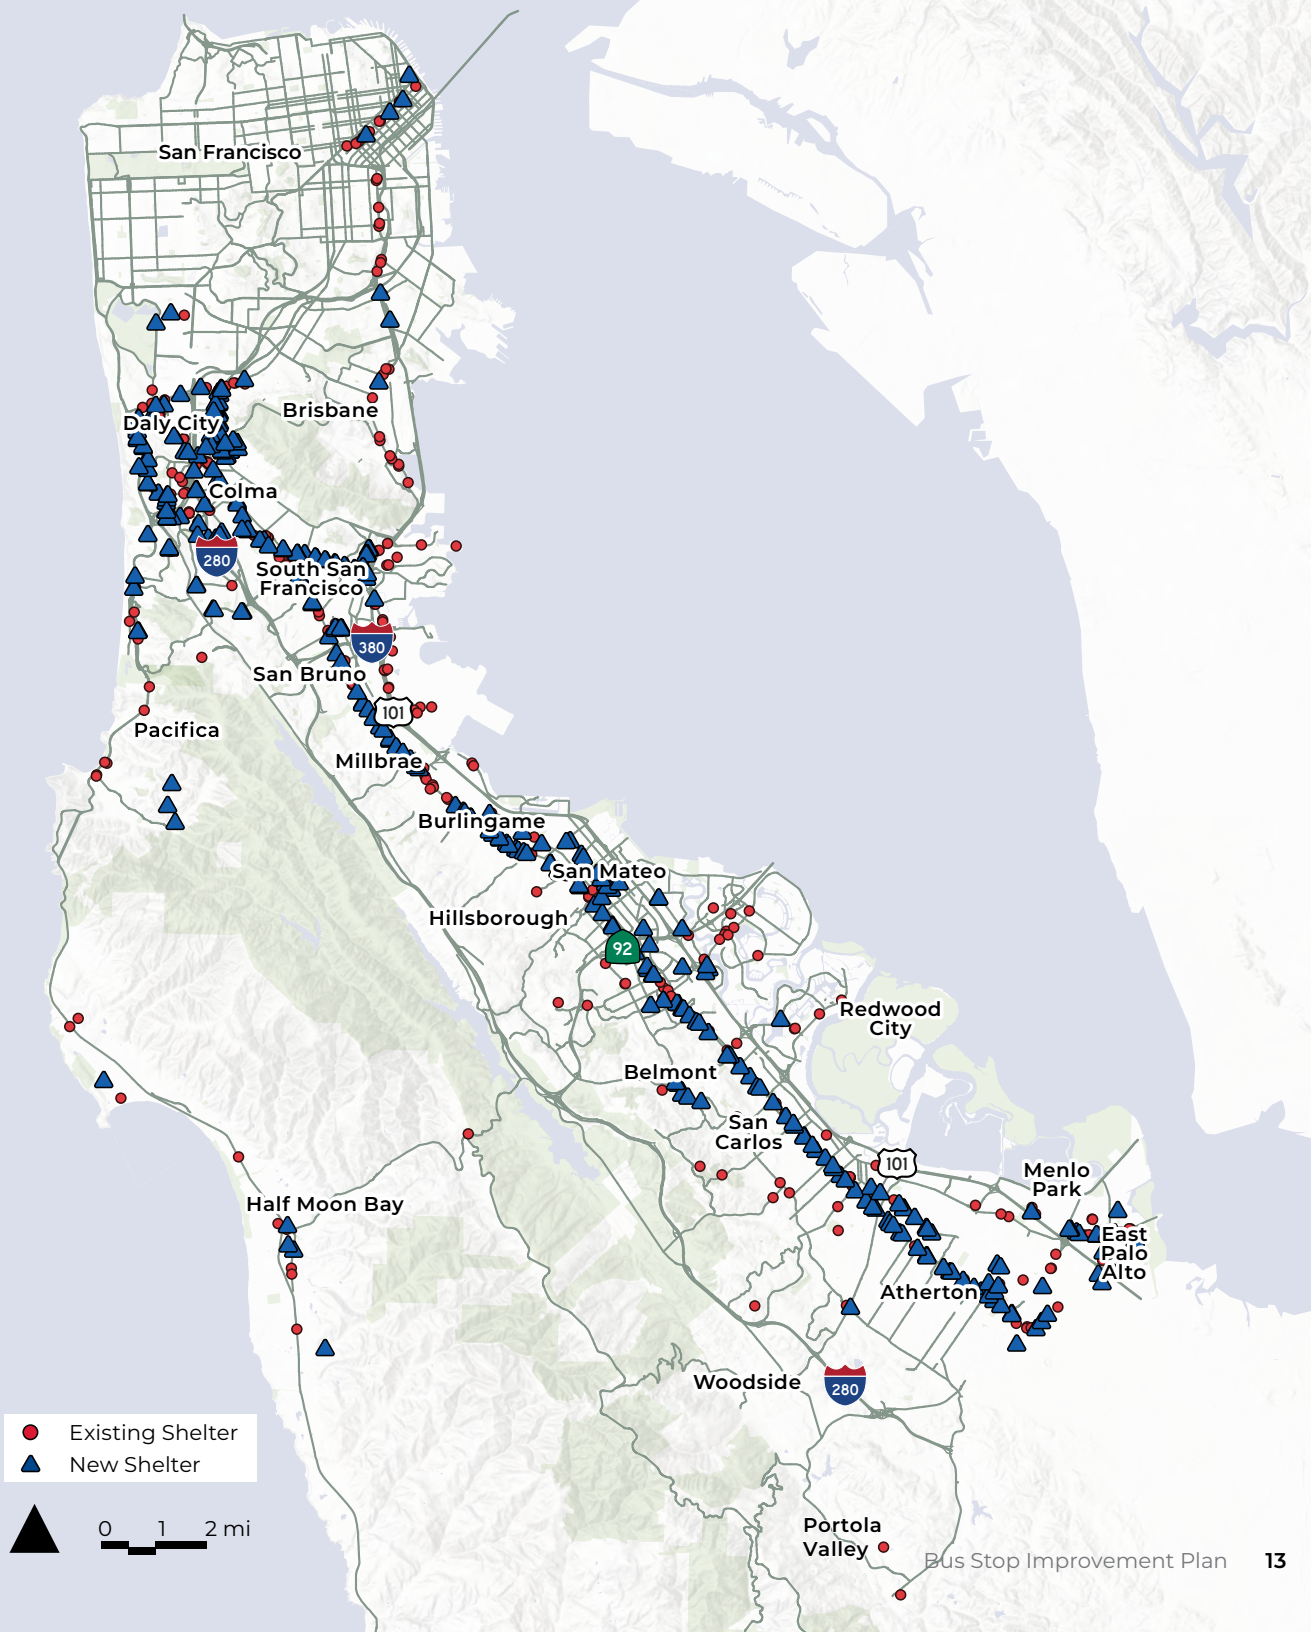 San Francisco
Brisbane
Daly City
Colma
280
South San
Francisco
380
San Bruno
101
Pacifica
Millbrae
Burlingame
San Mateo
Hillsborough
92
Redwood
City
Belmont
San
Carlos
101
Menlo
Park
Half Moon Bay
East
Palo
Alto
Atherton
Woodside
280
Existing Shelter
New Shelter
0 1 2 mi
Portola
Valley
Bus Stop Improvement Plan 13